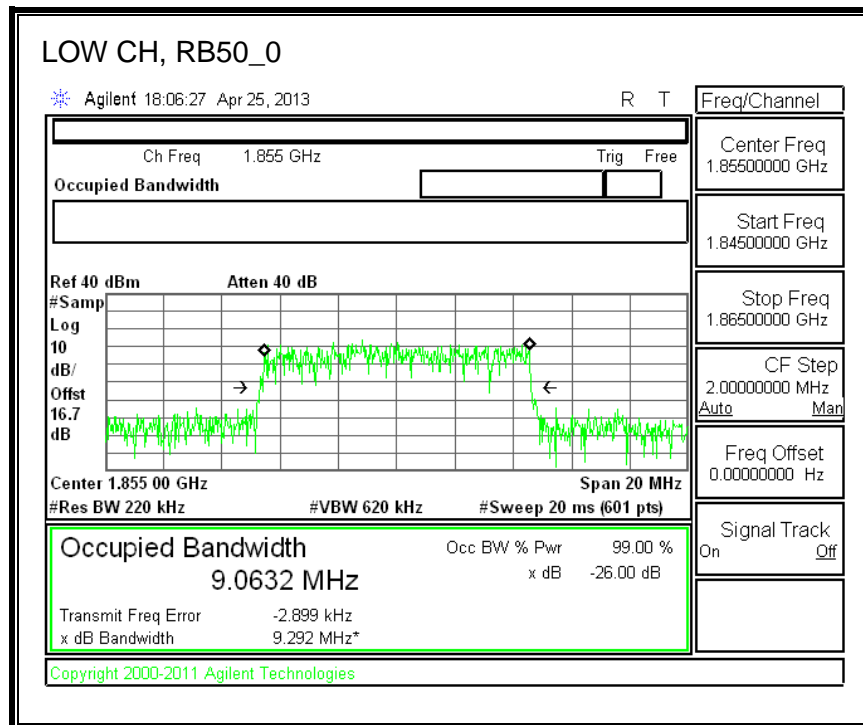 LOW CH, RB50_0
Agilent 18:06:27 Apr 25, 2013 R T
Freq/Channel
Ch Freq 1.855 GHz Trig Free
Occupied Bandwidth
Center Freq
1.85500000 GHz
Start Freq
1.84500000 GHz
Stop Freq
1.86500000 GHz
CF Step
2.00000000 MHz
Auto Man
Freq Offset
0.00000000 Hz
Signal Track
On Off
Ref 40 dBm Atten 40 dB
#Samp
Log
10
dB/
Offst
16.7
dB
Center 1.855 00 GHz Span 20 MHz
#Res BW 220 kHz #VBW 620 kHz #Sweep 20 ms (601 pts)
Occupied Bandwidth
9.0632 MHz
Occ BW % Pwr 99.00 %
x dB -26.00 dB
Transmit Freq Error -2.899 kHz
x dB Bandwidth 9.292 MHz*
Copyright 2000-2011 Agilent Technologies